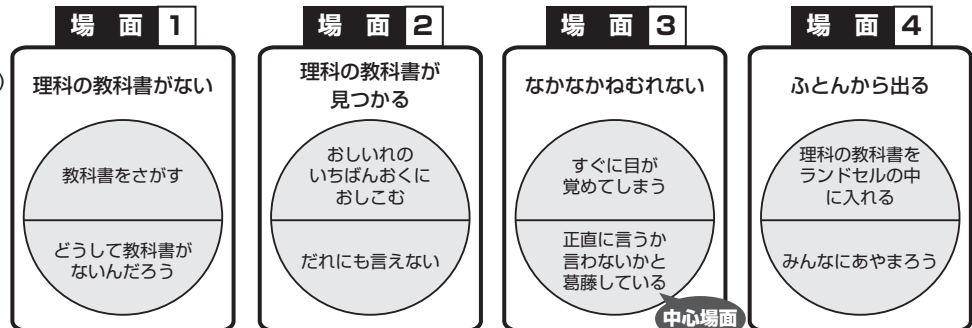 場面1
理科の教科書がない
教科書をさがす
どうして教科書が
ないんだろう
場面2
理科の教科書が
見つかる
おしいれの
いちばんおくに
おしこむ
だれにも言えない
場面3
なかなかねむれない
すぐに目が
覚めてしまう
正直に言うか
言わないかと
葛藤している
中心場面
場面4
ふとんから出る
理科の教科書を
ランドセルの中
に入れる
みんなにあやまろう